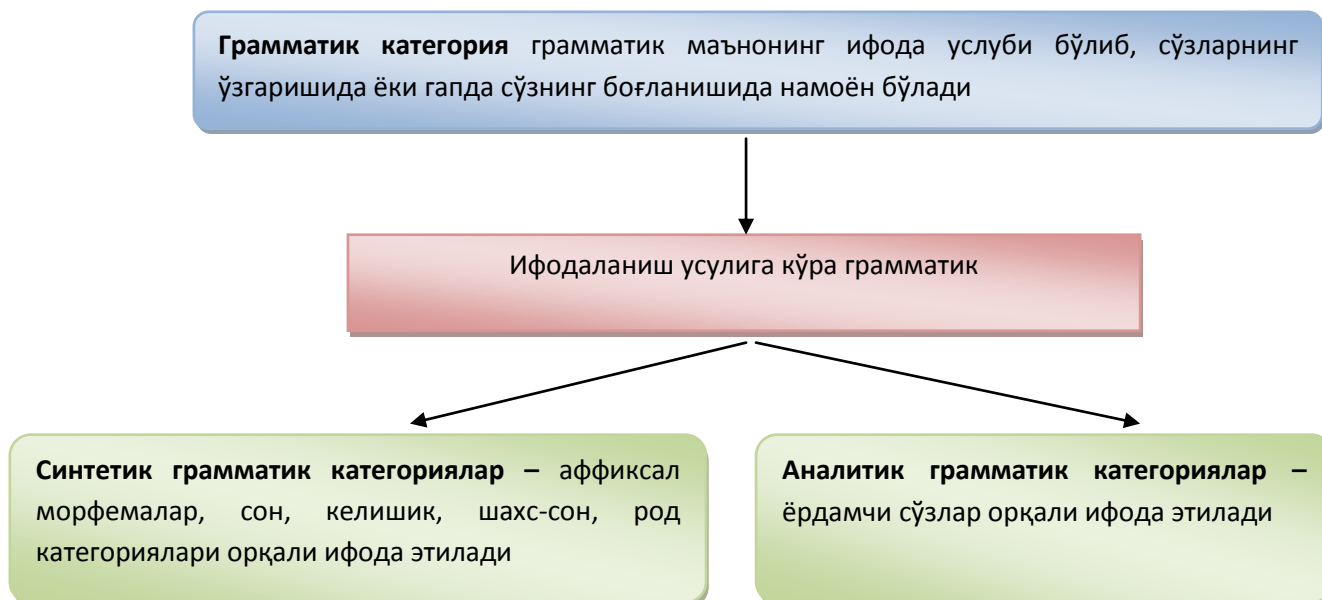 Грамматик категория грамматик маънонинг ифода услуби бўлиб, сўзларнинг
ўзгаришида ёки гапда сўзнинг боғланишида намоён бўлади
Ифодаланиш усулига кўра грамматик
Синтетик грамматик категориялар – аффиксал
морфемалар, сон, келишик, шахс-сон, род
категориялари орқали ифода этилади
Аналитик грамматик категориялар –
ёрдамчи сўзлар орқали ифода этилади